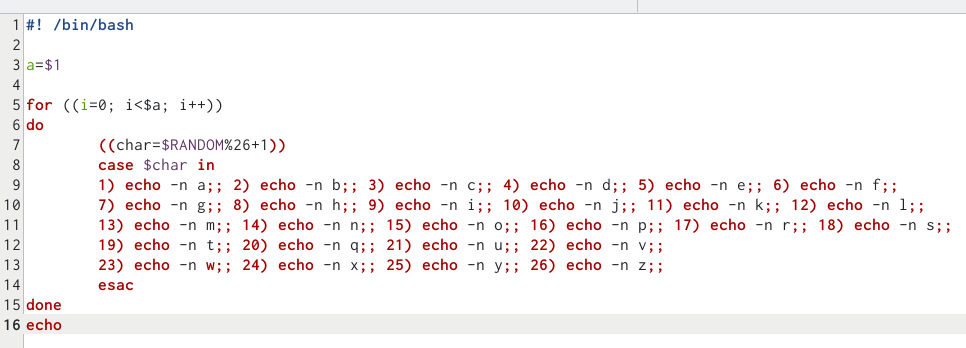 1 #! /bin/bash
2
3 a=$1
4
5 for ((i=0; i<$a; i++))
6 do
7 ((char=$RANDOM%26+1))
8 case $char in
9 1) echo -n a;; 2) echo -n b;; 3) echo -n c;; 4) echo -n d;; 5) echo -n e;; 6) echo -n f;;
10 7) echo -n g;; 8) echo -n h;; 9) echo -n i;; 10) echo -n j;; 11) echo -n k;; 12) echo -n l;;
11 13) echo -n m;; 14) echo -n n;; 15) echo -n o;; 16) echo -n p;; 17) echo -n r;; 18) echo -n s;;
12 19) echo -n t;; 20) echo -n q;; 21) echo -n u;; 22) echo -n v;;
13 23) echo -n w;; 24) echo -n x;; 25) echo -n y;; 26) echo -n z;;
14 esac
15 done
16 echo